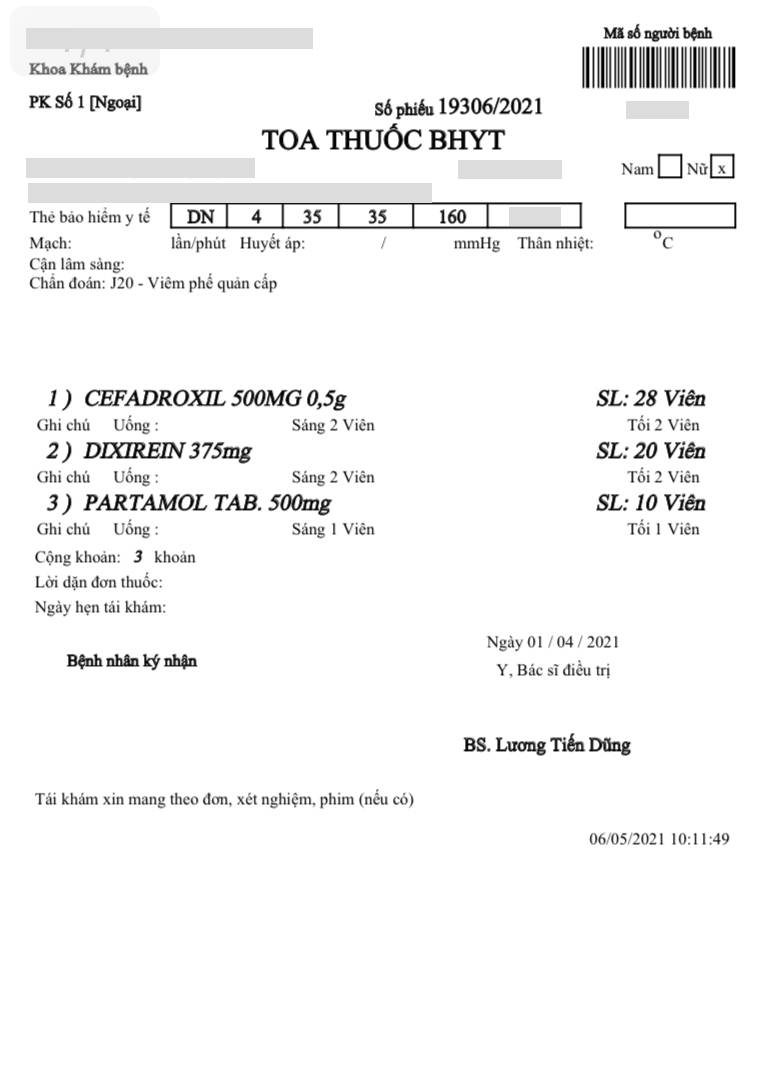 Mã số người bệnh
Khoa Khám bệnh
PK Số 1 [Ngoại]
Số phiếu 19306/2021
TOA THUỐC BHYT
Nam Nữ x
Thẻ bảo hiểm y tế DN 4 35 35 160
Mạch: lần/phút Huyết áp: / mmHg Thân nhiệt: °C
Cận lâm sàng:
Chẩn đoán: J20 - Viêm phế quản cấp
1 ) CEFADROXIL 500MG 0,5g SL: 28 Viên
Ghi chú Uống : Sáng 2 Viên Tối 2 Viên
2 ) DIXIREIN 375mg SL: 20 Viên
Ghi chú Uống : Sáng 2 Viên Tối 2 Viên
3 ) PARTAMOL TAB. 500mg SL: 10 Viên
Ghi chú Uống : Sáng 1 Viên Tối 1 Viên
Cộng khoản: 3 khoản
Lời dặn đơn thuốc:
Ngày hẹn tái khám:
Ngày 01 / 04 / 2021
Bệnh nhân ký nhận
Y, Bác sĩ điều trị
BS. Lương Tiến Dũng
Tái khám xin mang theo đơn, xét nghiệm, phim (nếu có)
06/05/2021 10:11:49